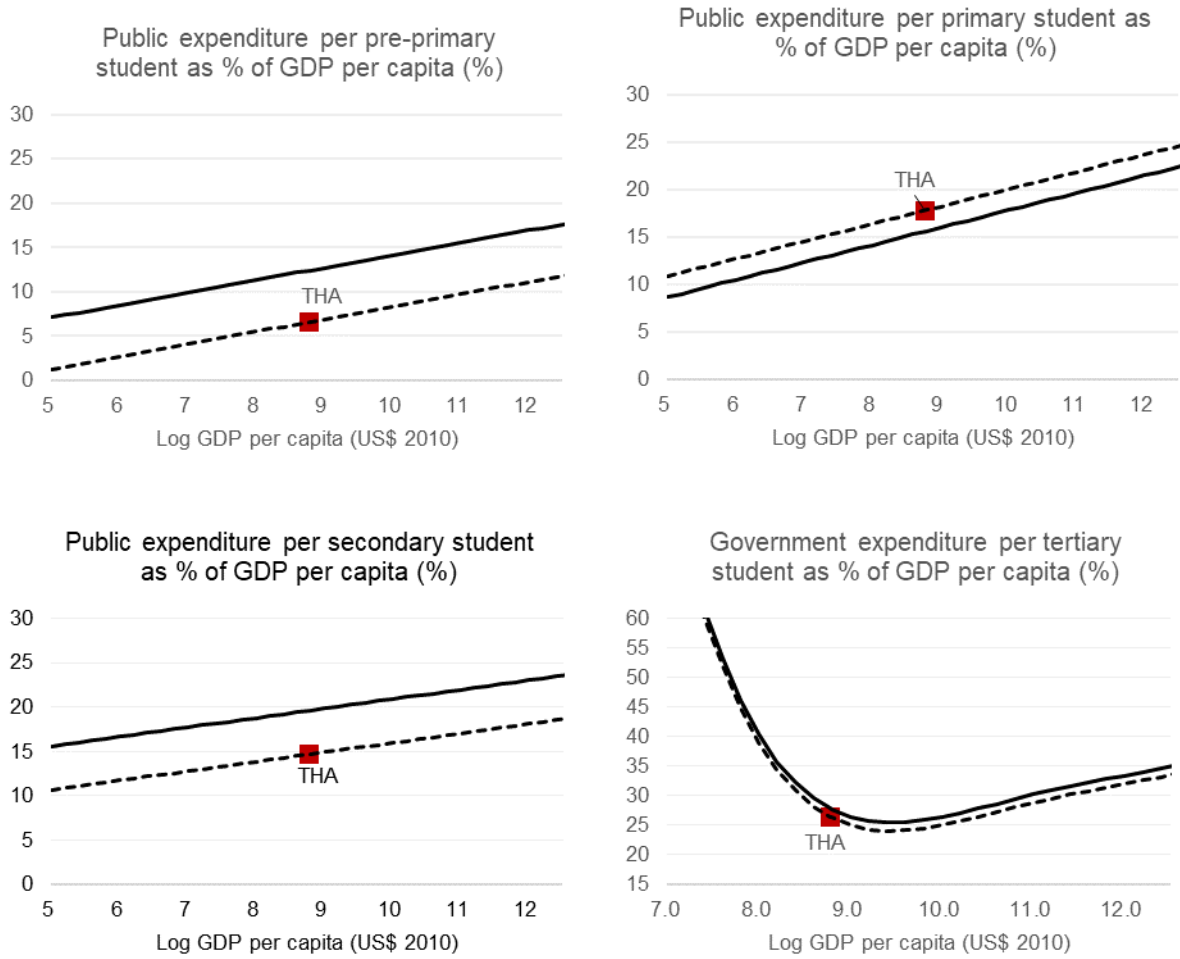 Public expenditure per pre-primary
student as % of GDP per capita (%)
30
25
20
15
10
5
0
THA
5 6 7 8 9 10 11 12
Log GDP per capita (US$ 2010)
Public expenditure per primary student as
% of GDP per capita (%)
30
25
20
15
10
5
0
THA
5 6 7 8 9 10 11 12
Log GDP per capita (US$ 2010)
Public expenditure per secondary student
as % of GDP per capita (%)
30
25
20
15
10
5
0
THA
5 6 7 8 9 10 11 12
Log GDP per capita (US$ 2010)
Government expenditure per tertiary
student as % of GDP per capita (%)
60
55
50
45
40
35
30
25
20
15
THA
7.0 8.0 9.0 10.0 11.0 12.0
Log GDP per capita (US$ 2010)